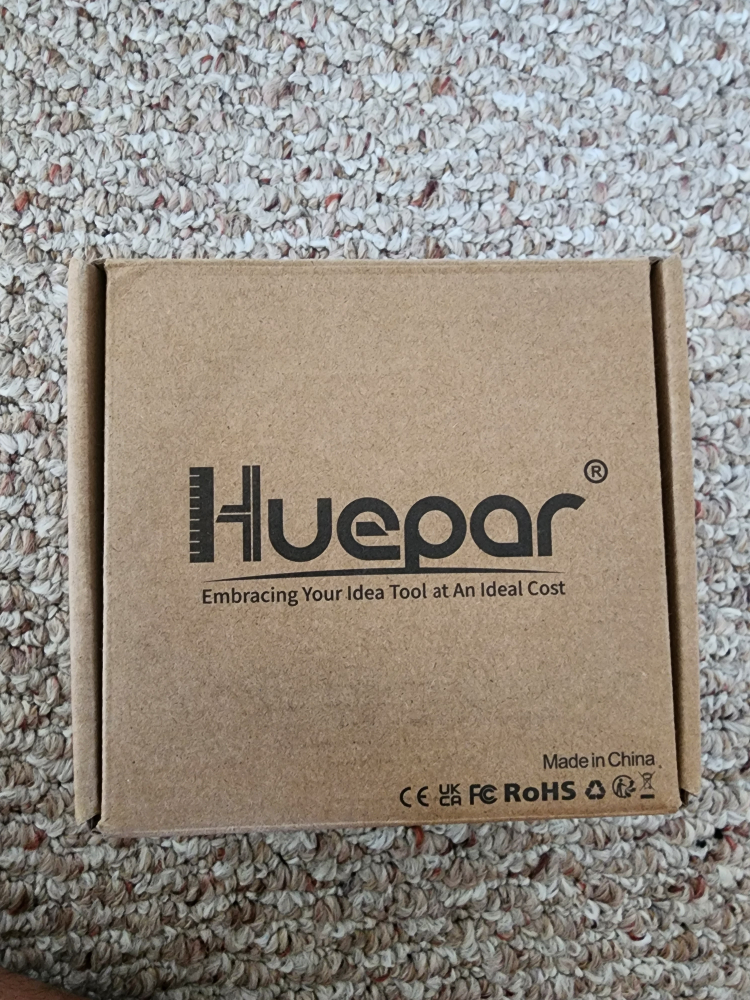 Huepar®
Embracing Your Idea Tool at An Ideal Cost
Made in China
CE UKCA FC RoHS